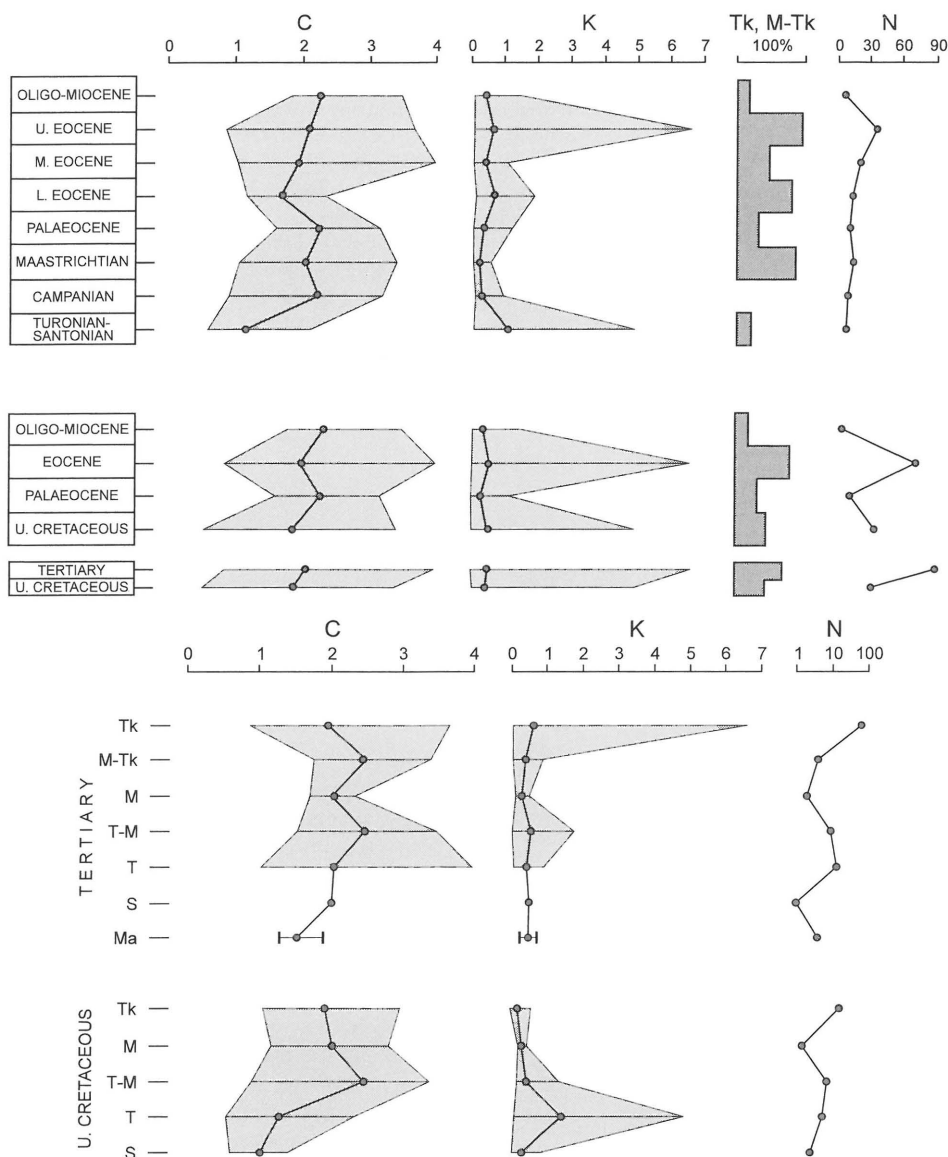 C K Tk, M-Tk N
0 1 2 3 4 0 1 2 3 4 5 6 7 100% 0 30 60 90
OLIGO-MIOCENE
U. EOCENE
M. EOCENE
L. EOCENE
PALAEOCENE
MAASTRICHTIAN
CAMPANIAN
TURONIAN-
SANTONIAN
OLIGO-MIOCENE
EOCENE
PALAEOCENE
U. CRETACEOUS
TERTIARY
U. CRETACEOUS
C K N
0 1 2 3 4 0 1 2 3 4 5 6 7 1 10 100
TERTIARY
Tk
M-Tk
M
T-M
T
S
Ma
U. CRETACEOUS
Tk
M
T-M
T
S